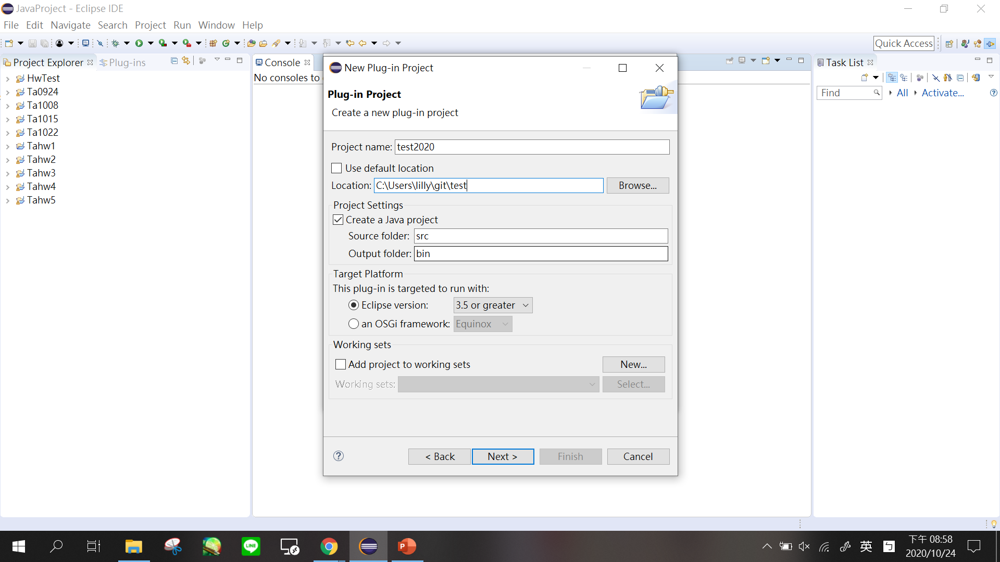 JavaProject - Eclipse IDE
File Edit Navigate Search Project Run Window Help
Quick Access
Project Explorer
Plug-ins
HwTest
Ta0924
Ta1008
Ta1015
Ta1022
Tahw1
Tahw2
Tahw3
Tahw4
Tahw5
Console
No consoles to
New Plug-in Project
Plug-in Project
Create a new plug-in project
Project name: test2020
Use default location
Location: C:\Users\lilly\git\test
Browse...
Project Settings
Create a Java project
Source folder: src
Output folder: bin
Target Platform
This plug-in is targeted to run with:
Eclipse version: 3.5 or greater
an OSGi framework: Equinox
Working sets
Add project to working sets
New...
Working sets:
Select...
< Back
Next >
Finish
Cancel
Task List
Find
All
Activate...
LINE
P
英
ㄅ
下午 08:58
2020/10/24